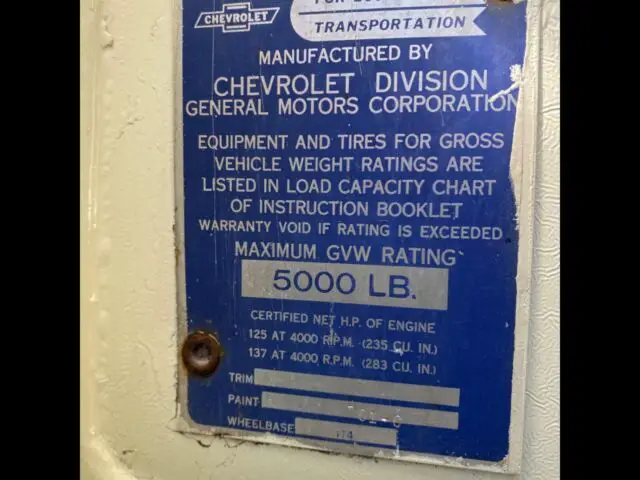 CHEVROLET
TRANSPORTATION
MANUFACTURED BY
CHEVROLET DIVISION
GENERAL MOTORS CORPORATION
EQUIPMENT AND TIRES FOR GROSS
VEHICLE WEIGHT RATINGS ARE
LISTED IN LOAD CAPACITY CHART
OF INSTRUCTION BOOKLET
WARRANTY VOID IF RATING IS EXCEEDED
MAXIMUM GVW RATING
5000 LB.
CERTIFIED NET H.P. OF ENGINE
125 AT 4000 R.P.M. (235 CU. IN.)
137 AT 4000 R.P.M. (283 CU. IN.)
TRIM
PAINT
WHEELBASE 114